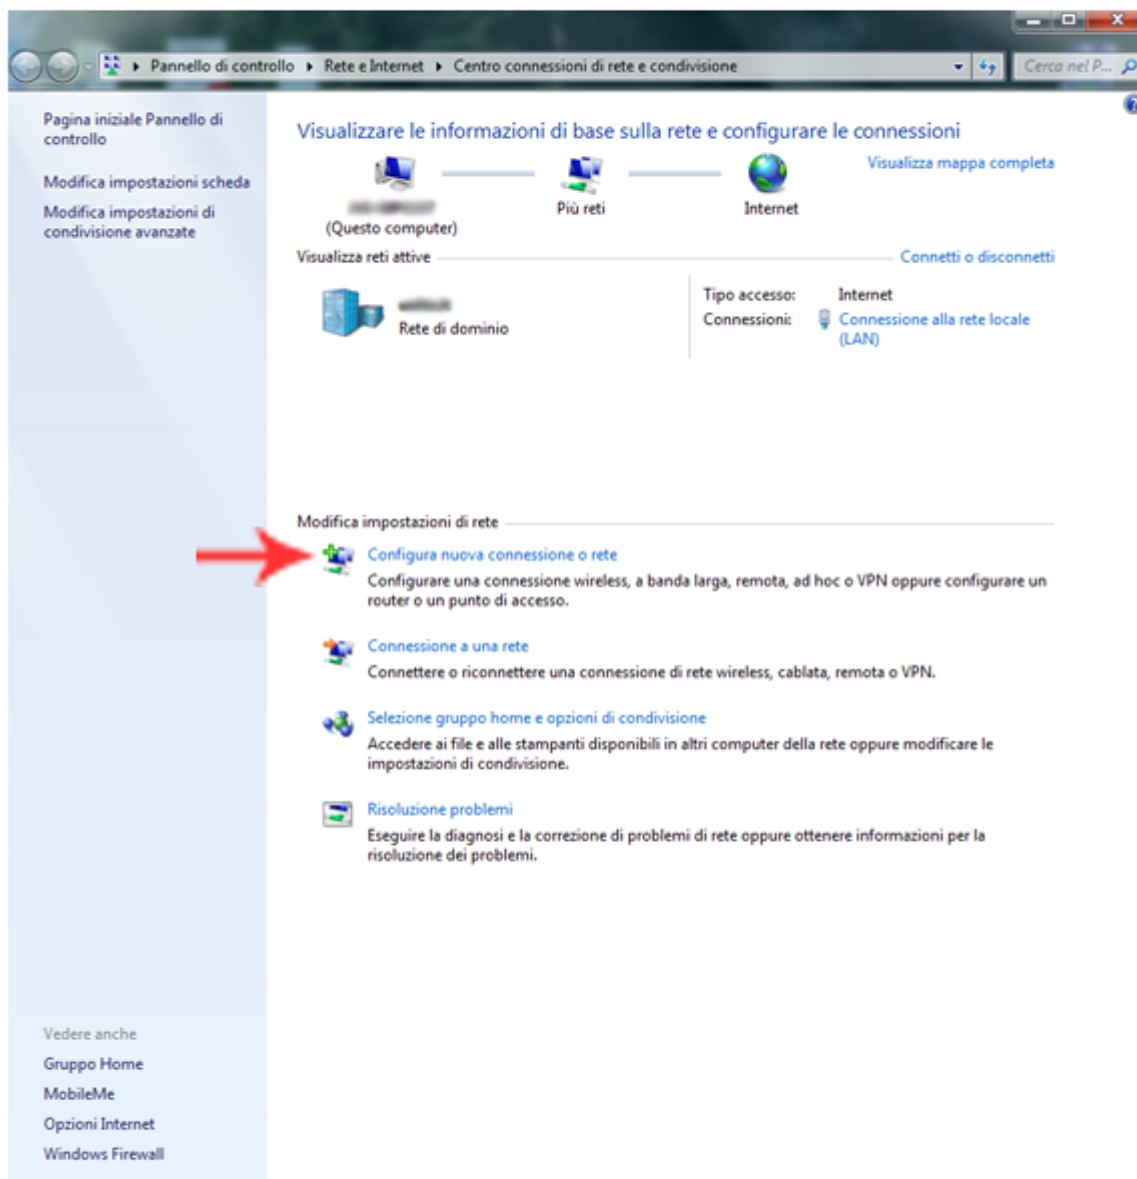 Pannello di controllo ▸ Rete e Internet ▸ Centro connessioni di rete e condivisione
Cerca nel P...
Pagina iniziale Pannello di
controllo
Modifica impostazioni scheda
Modifica impostazioni di
condivisione avanzate
Visualizzare le informazioni di base sulla rete e configurare le connessioni
Visualizza mappa completa
(Questo computer)
Più reti
Internet
Visualizza reti attive
Connetti o disconnetti
Rete di dominio
Tipo accesso: Internet
Connessioni: Connessione alla rete locale
(LAN)
Modifica impostazioni di rete
Configura nuova connessione o rete
Configurare una connessione wireless, a banda larga, remota, ad hoc o VPN oppure configurare un
router o un punto di accesso.
Connessione a una rete
Connettere o riconnettere una connessione di rete wireless, cablata, remota o VPN.
Selezione gruppo home e opzioni di condivisione
Accedere ai file e alle stampanti disponibili in altri computer della rete oppure modificare le
impostazioni di condivisione.
Risoluzione problemi
Eseguire la diagnosi e la correzione di problemi di rete oppure ottenere informazioni per la
risoluzione dei problemi.
Vedere anche
Gruppo Home
MobileMe
Opzioni Internet
Windows Firewall